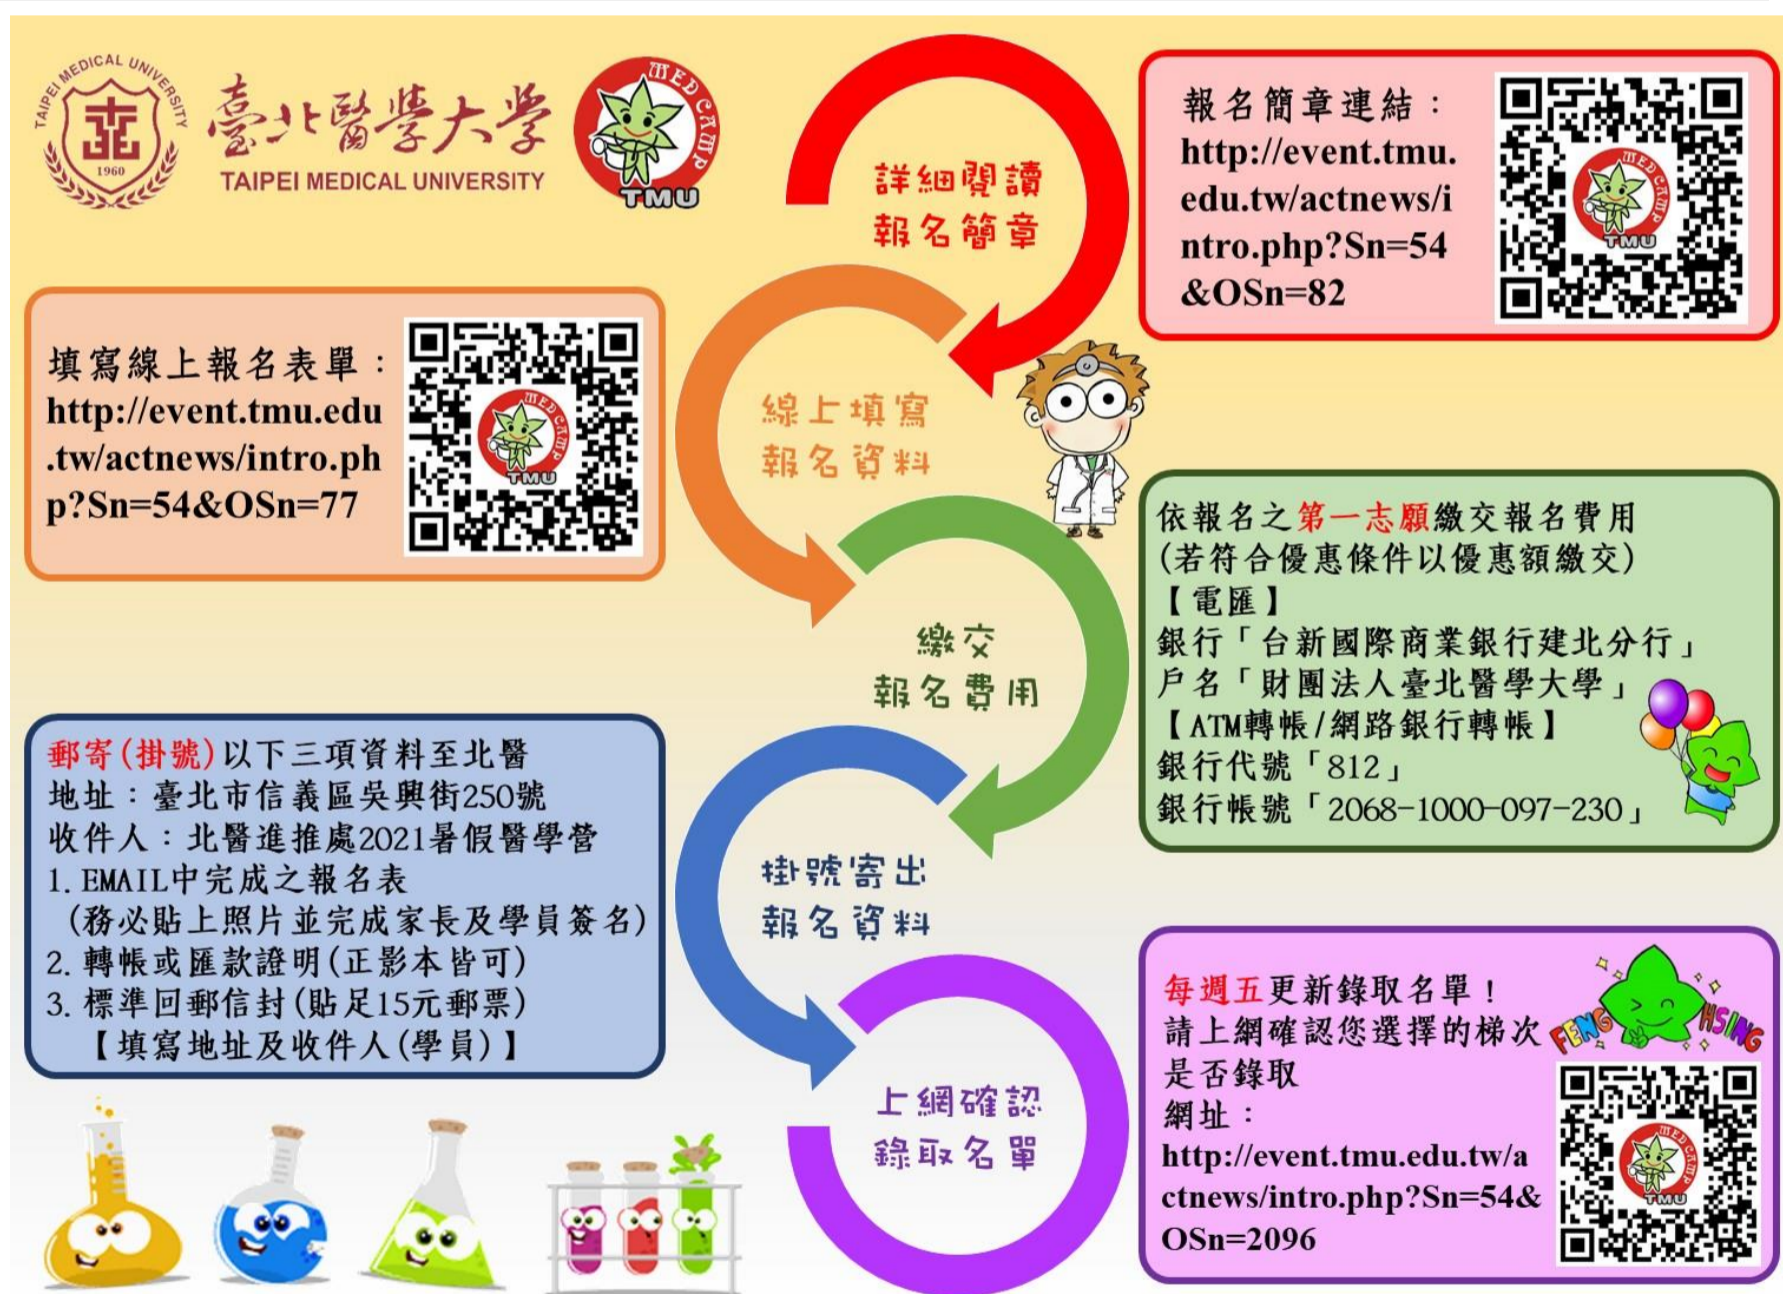 TAIPEI MEDICAL UNIVERSITY
1960
臺北醫學大學
TAIPEI MEDICAL UNIVERSITY
MED CAMP
TMU
詳細閱讀
報名簡章
報名簡章連結：
http://event.tmu.
edu.tw/actnews/i
ntro.php?Sn=54
&OSn=82
MED CAMP
TMU
線上填寫
報名資料
填寫線上報名表單：
http://event.tmu.edu
.tw/actnews/intro.ph
p?Sn=54&OSn=77
MED CAMP
TMU
繳交
報名費用
依報名之第一志願繳交報名費用
(若符合優惠條件以優惠額繳交)
【電匯】
銀行「台新國際商業銀行建北分行」
戶名「財團法人臺北醫學大學」
【ATM轉帳/網路銀行轉帳】
銀行代號「812」
銀行帳號「2068-1000-097-230」
掛號寄出
報名資料
郵寄(掛號)以下三項資料至北醫
地址：臺北市信義區吳興街250號
收件人：北醫進推處2021暑假醫學營
1. EMAIL中完成之報名表
(務必貼上照片並完成家長及學員簽名)
2. 轉帳或匯款證明(正影本皆可)
3. 標準回郵信封(貼足15元郵票)
【填寫地址及收件人(學員)】
上網確認
錄取名單
每週五更新錄取名單！
請上網確認您選擇的梯次
是否錄取
網址：
http://event.tmu.edu.tw/a
ctnews/intro.php?Sn=54&
OSn=2096
FENG HSING
MED CAMP
TMU